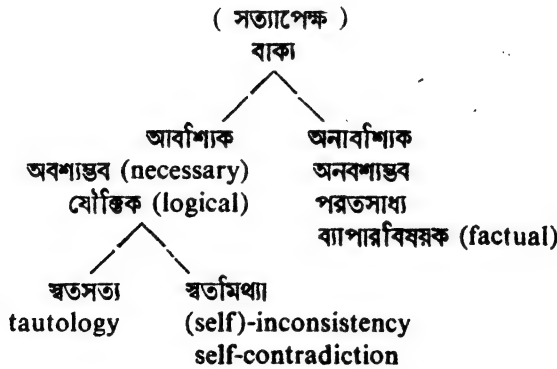 ( সত্যাপেক্ষ )
বাক্য
আবশ্যিক অনাবশ্যিক
অবশ্যম্ভব (necessary) অনবশ্যম্ভব
যৌক্তিক (logical) পরতসাধ্য
ব্যাপারবিষয়ক (factual)
স্বতসত্য স্বতমিথ্যা
tautology (self)-inconsistency
self-contradiction